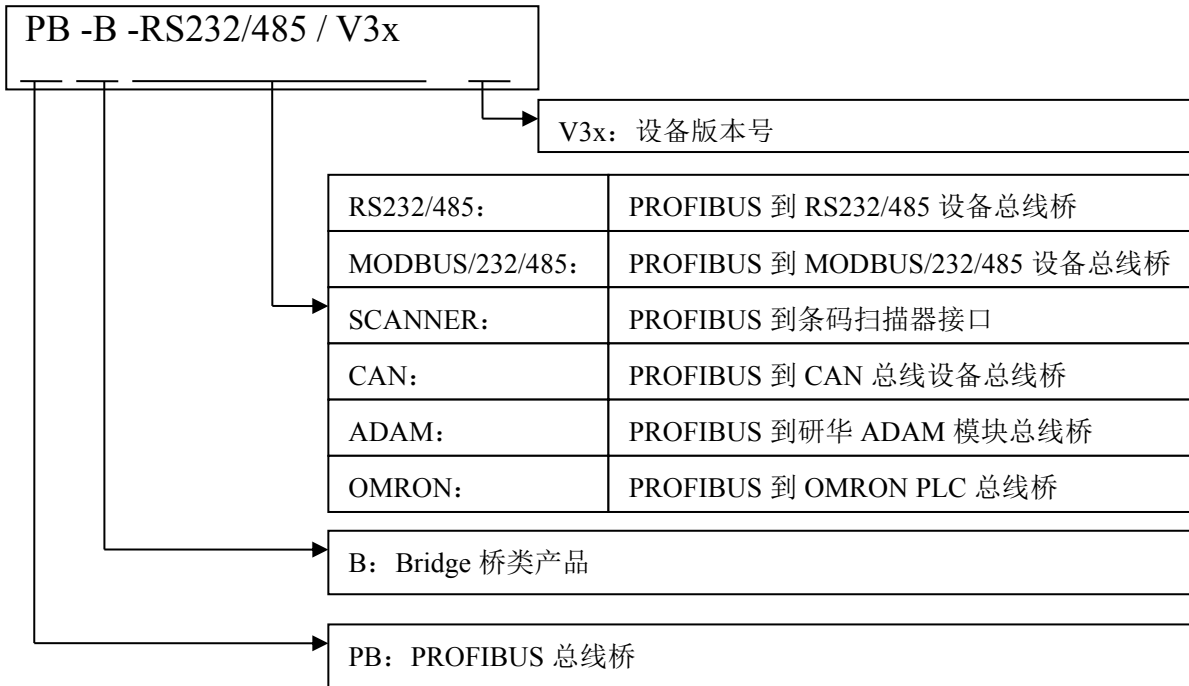 PB -B -RS232/485 / V3x
V3x：设备版本号
RS232/485： PROFIBUS 到 RS232/485 设备总线桥
MODBUS/232/485： PROFIBUS 到 MODBUS/232/485 设备总线桥
SCANNER： PROFIBUS 到条码扫描器接口
CAN： PROFIBUS 到 CAN 总线设备总线桥
ADAM： PROFIBUS 到研华 ADAM 模块总线桥
OMRON： PROFIBUS 到 OMRON PLC 总线桥
B：Bridge 桥类产品
PB：PROFIBUS 总线桥